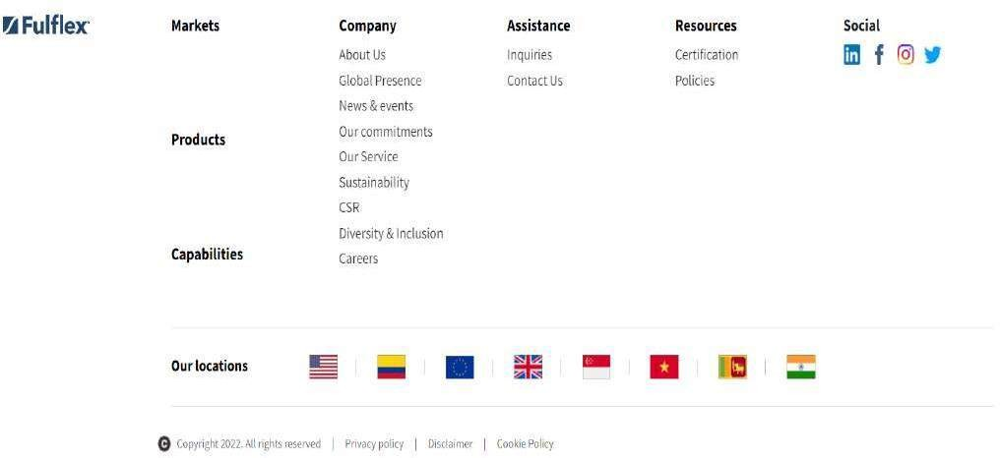 Fulflex
Markets
Products
Capabilities
Company
About Us
Global Presence
News & events
Our commitments
Our Service
Sustainability
CSR
Diversity & Inclusion
Careers
Assistance
Inquiries
Contact Us
Resources
Certification
Policies
Social
Our locations
Copyright 2022. All rights reserved | Privacy policy | Disclaimer | Cookie Policy